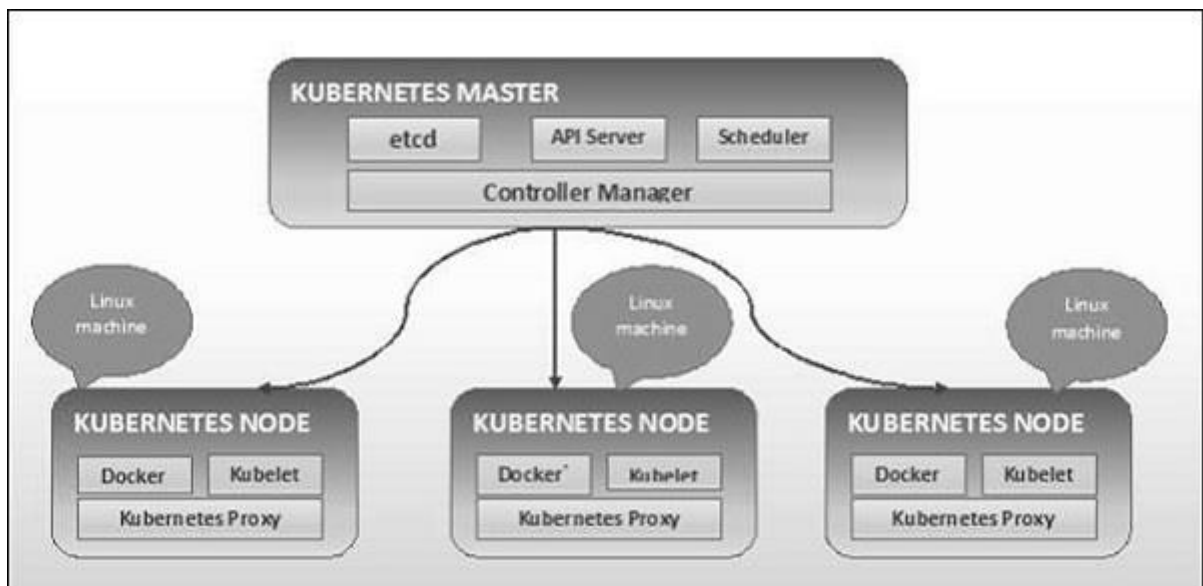 KUBERNETES MASTER
etcd
API Server
Scheduler
Controller Manager
Linux
machine
Linux
machine
Linux
machine
KUBERNETES NODE
Docker
Kubelet
Kubernetes Proxy
KUBERNETES NODE
Docker
Kubelet
Kubernetes Proxy
KUBERNETES NODE
Docker
Kubelet
Kubernetes Proxy